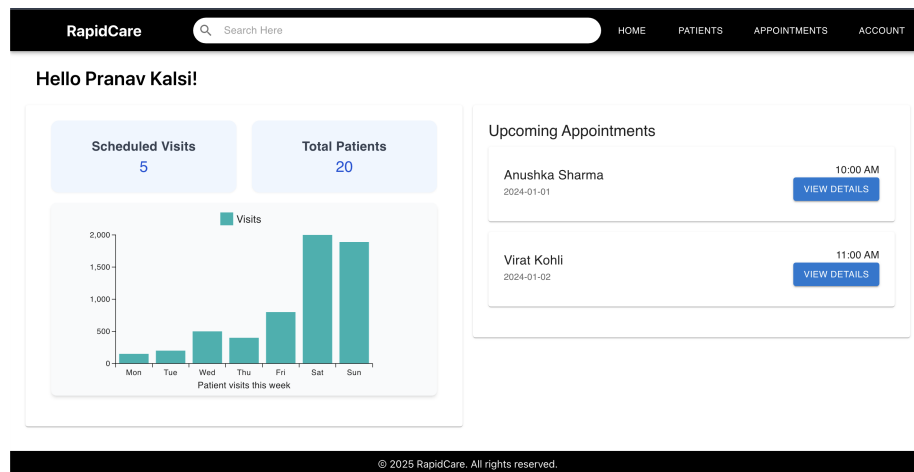 RapidCare
Search Here
HOME
PATIENTS
APPOINTMENTS
ACCOUNT
Hello Pranav Kalsi!
Scheduled Visits
5
Total Patients
20
Visits
2,000
1,500
1,000
500
0
Mon Tue Wed Thu Fri Sat Sun
Patient visits this week
Upcoming Appointments
Anushka Sharma
2024-01-01
10:00 AM
VIEW DETAILS
Virat Kohli
2024-01-02
11:00 AM
VIEW DETAILS
© 2025 RapidCare. All rights reserved.